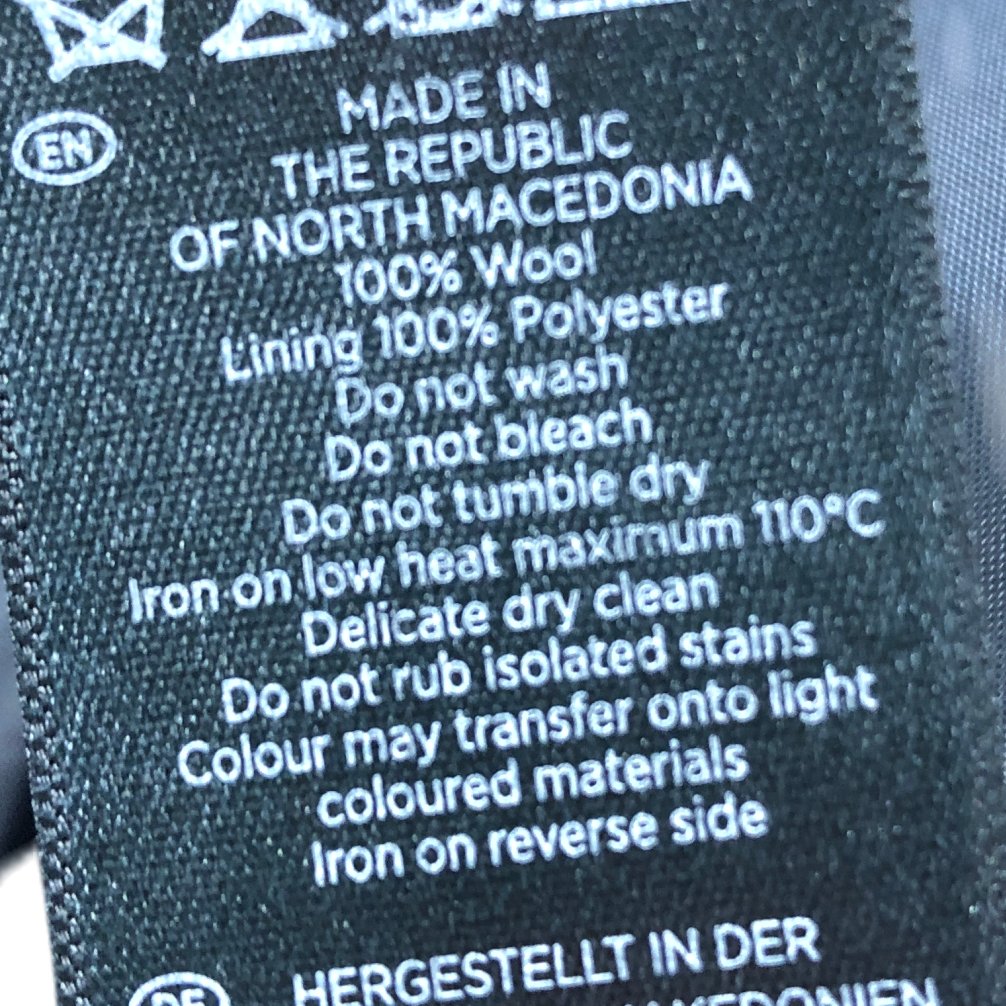 EN
MADE IN
THE REPUBLIC
OF NORTH MACEDONIA
100% Wool
Lining 100% Polyester
Do not wash
Do not bleach
Do not tumble dry
Iron on low heat maximum 110°C
Delicate dry clean
Do not rub isolated stains
Colour may transfer onto light
coloured materials
Iron on reverse side
DE
HERGESTELLT IN DER